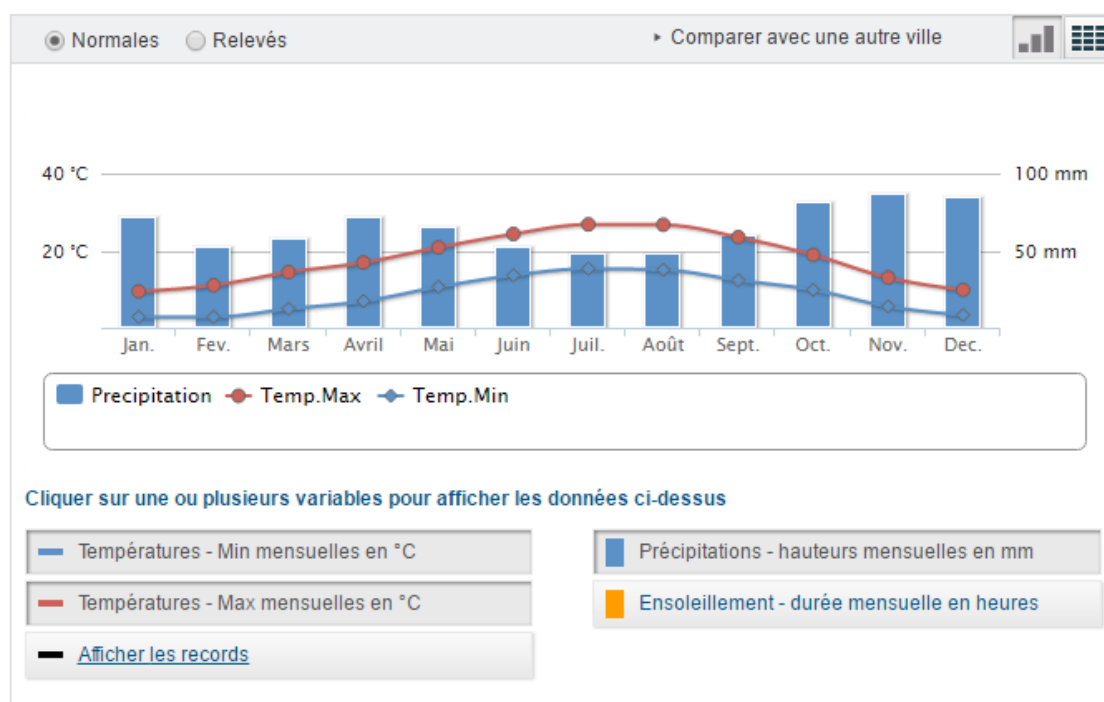 Normales Relevés Comparer avec une autre ville
40 °C 100 mm
20 °C 50 mm
Jan. Fev. Mars Avril Mai Juin Juil. Août Sept. Oct. Nov. Dec.
Precipitation Temp.Max Temp.Min
Cliquer sur une ou plusieurs variables pour afficher les données ci-dessus
Températures - Min mensuelles en °C Précipitations - hauteurs mensuelles en mm
Températures - Max mensuelles en °C Ensoleillement - durée mensuelle en heures
Afficher les records